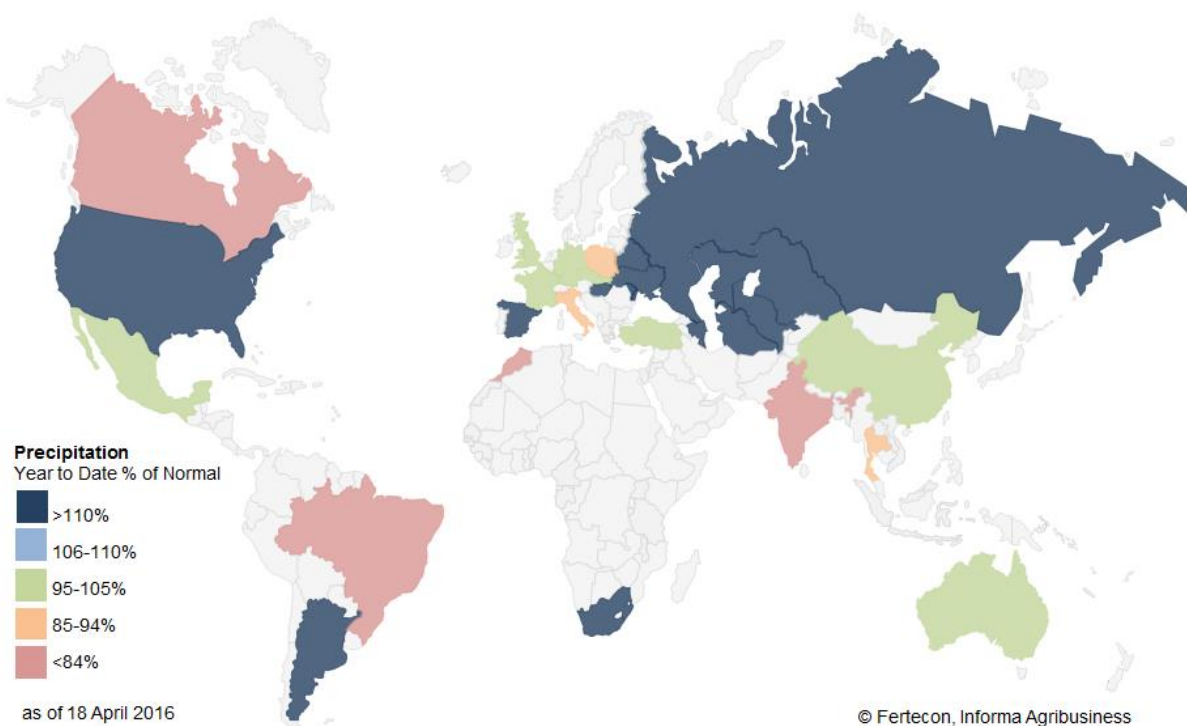 Precipitation
Year to Date % of Normal
>110%
106-110%
95-105%
85-94%
<84%
as of 18 April 2016
© Fertecon, Informa Agribusiness